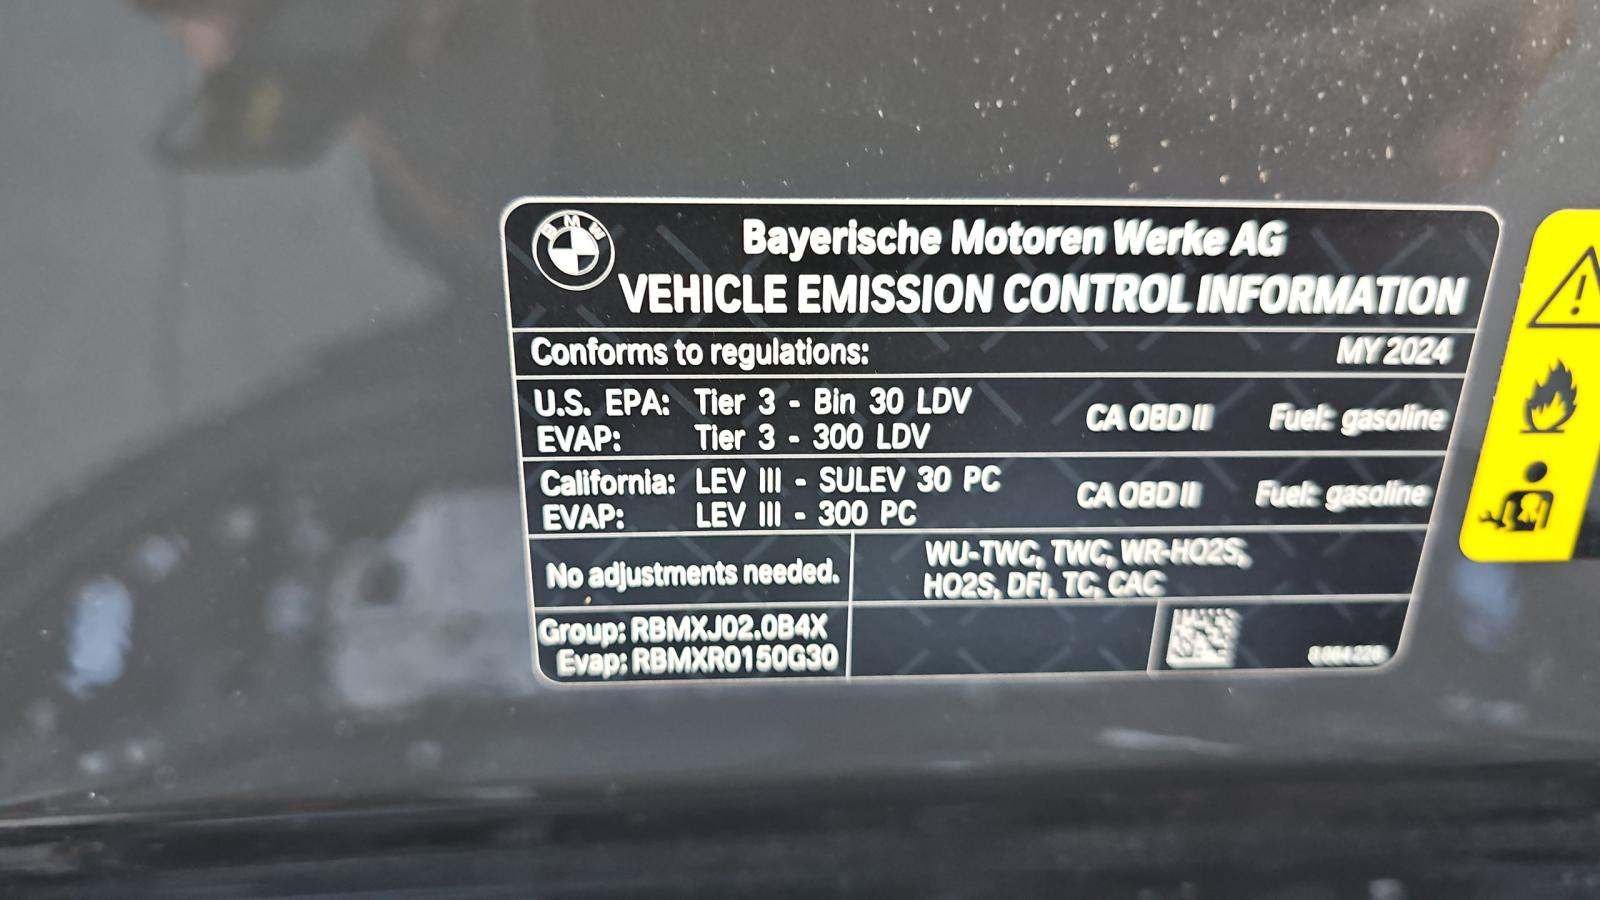 BMW
Bayerische Motoren Werke AG
VEHICLE EMISSION CONTROL INFORMATION
Conforms to regulations: MY 2024
U.S. EPA: Tier 3 - Bin 30 LDV
EVAP: Tier 3 - 300 LDV
CA OBD II Fuel: gasoline
California: LEV III - SULEV 30 PC
EVAP: LEV III - 300 PC
CA OBD II Fuel: gasoline
No adjustments needed.
WU-TWC, TWC, WR-HO2S,
HO2S, DFI, TC, CAC
Group: RBMXJ02.0B4X
Evap: RBMXR0150G30